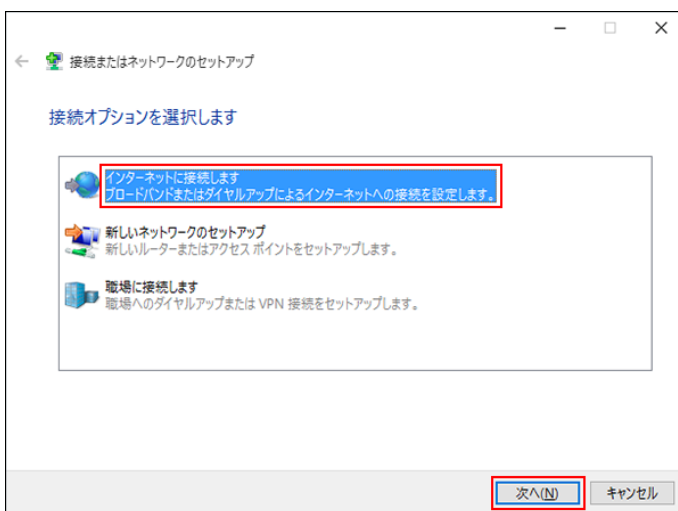 接続またはネットワークのセットアップ
接続オプションを選択します
インターネットに接続します
ブロードバンドまたはダイヤルアップによるインターネットへの接続を設定します。
新しいネットワークのセットアップ
新しいルーターまたはアクセス ポイントをセットアップします。
職場に接続します
職場へのダイヤルアップまたは VPN 接続をセットアップします。
次へ(N)
キャンセル